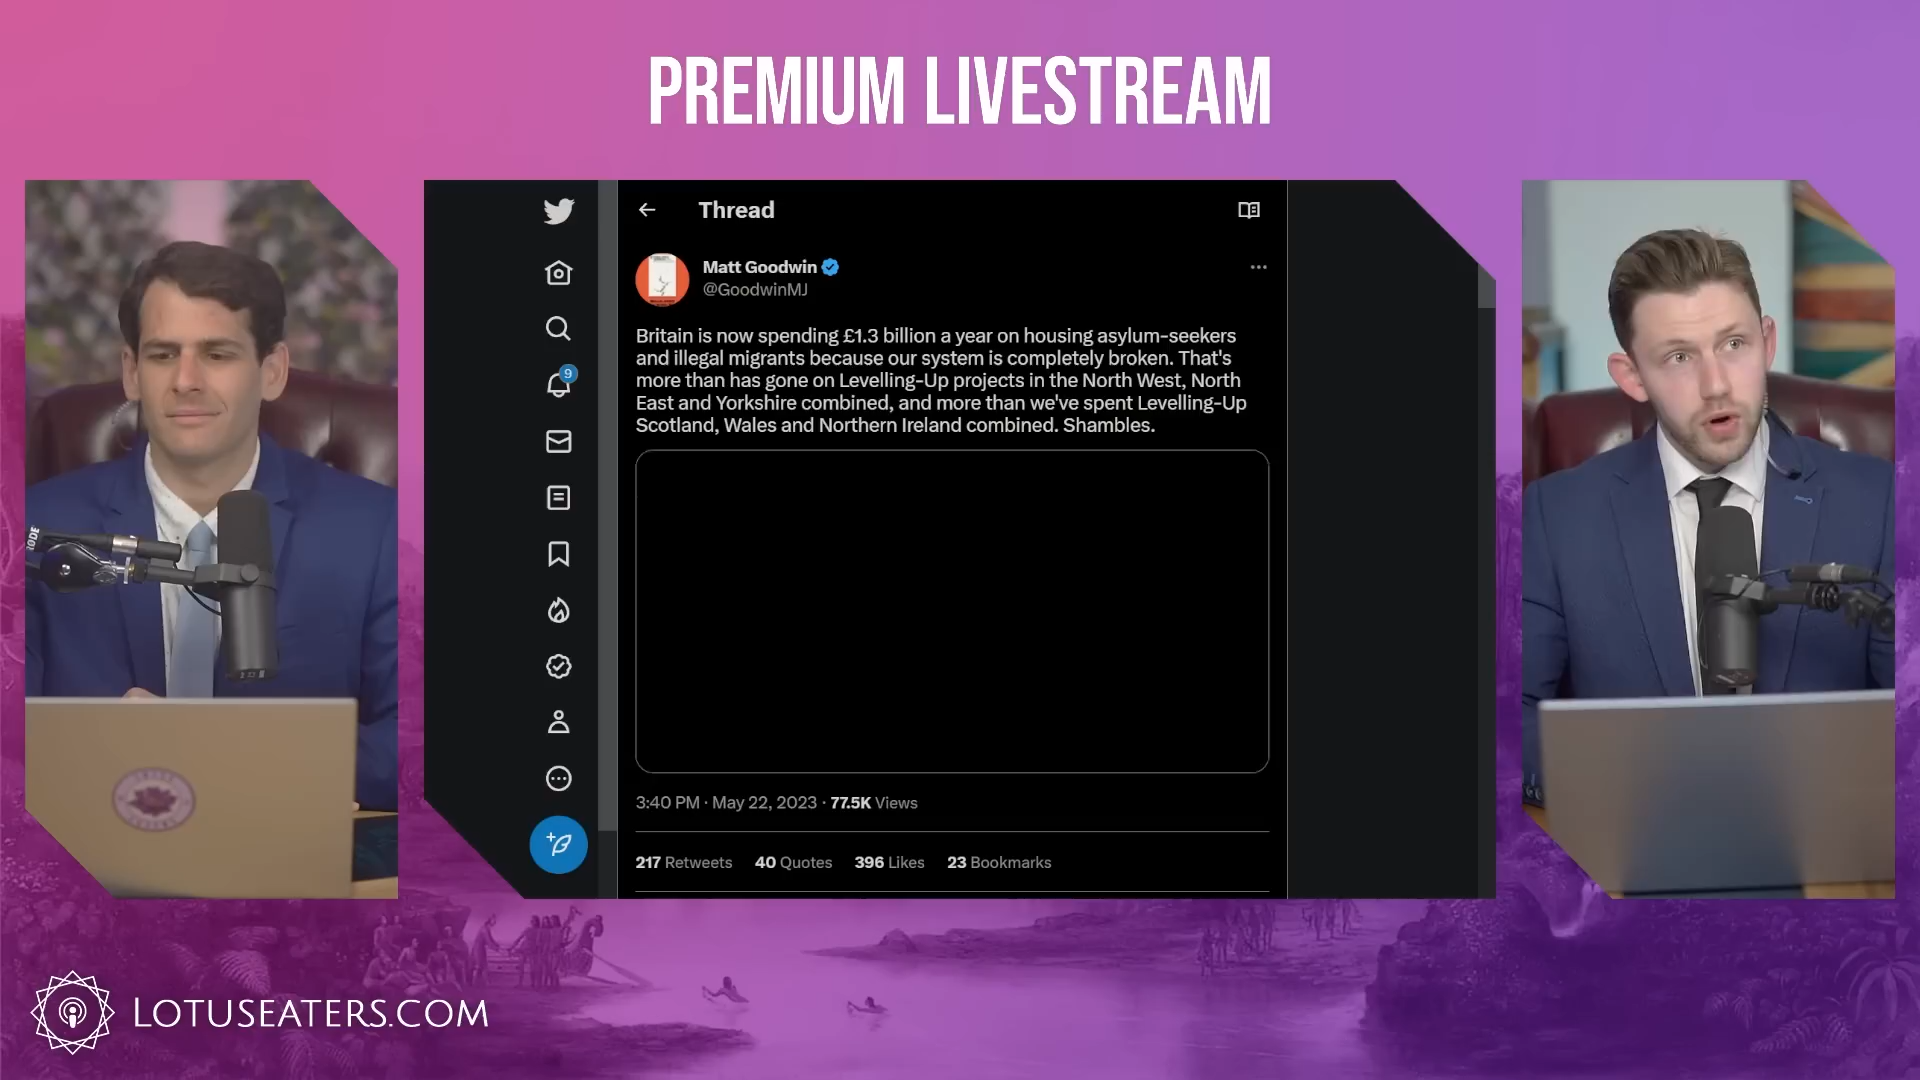 PREMIUM LIVESTREAM
Thread
Matt Goodwin
@GoodwinMJ
Britain is now spending £1.3 billion a year on housing asylum-seekers
and illegal migrants because our system is completely broken. That's
more than has gone on Levelling-Up projects in the North West, North
East and Yorkshire combined, and more than we've spent Levelling-Up
Scotland, Wales and Northern Ireland combined. Shambles.
3:40 PM · May 22, 2023 · 77.5K Views
217 Retweets 40 Quotes 396 Likes 23 Bookmarks
9
RODE
LOTUSEATERS.COM